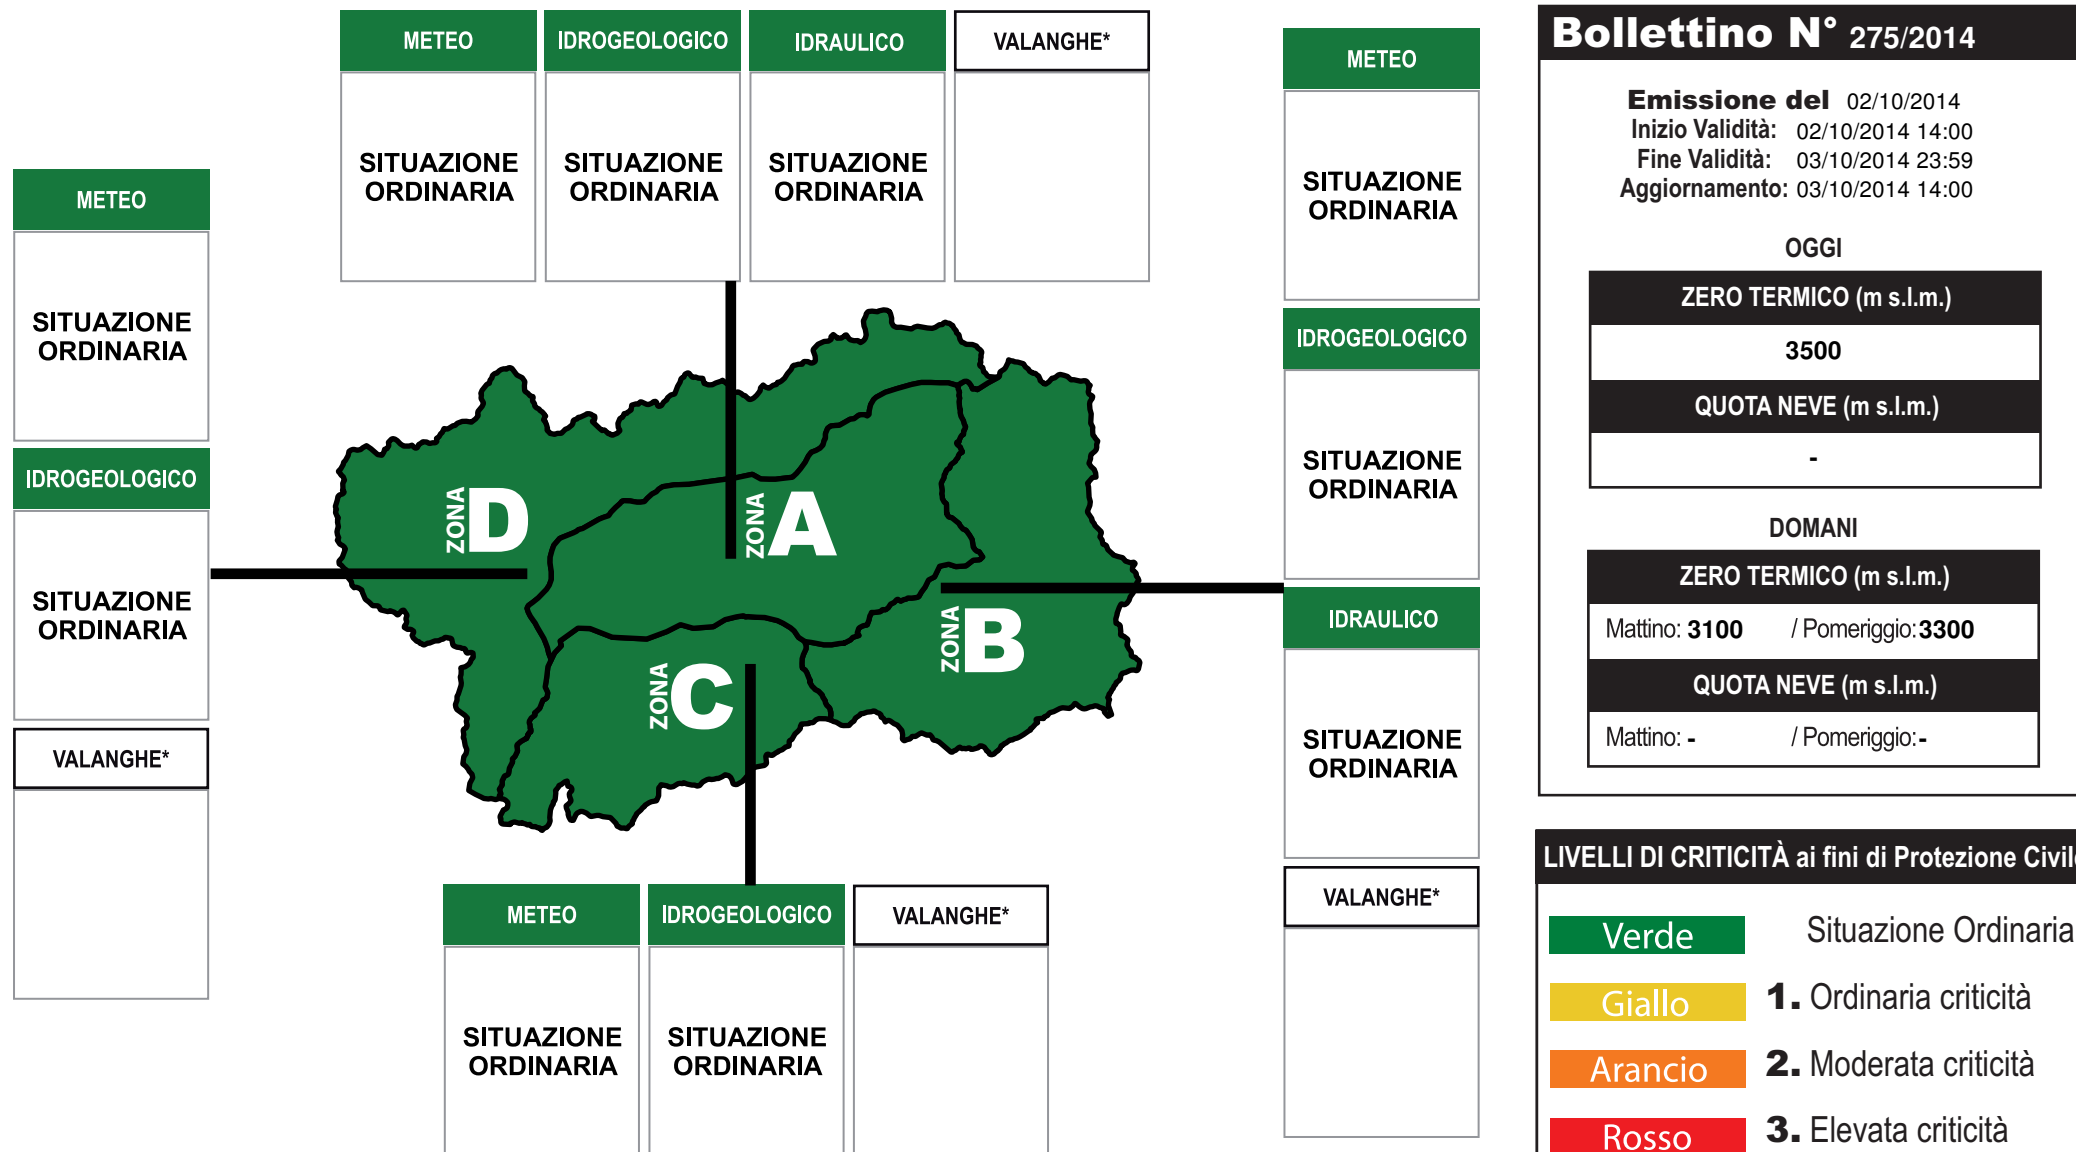 METEO
IDROGEOLOGICO
IDRAULICO
VALANGHE*
SITUAZIONE
ORDINARIA
SITUAZIONE
ORDINARIA
SITUAZIONE
ORDINARIA
METEO
SITUAZIONE
ORDINARIA
IDROGEOLOGICO
SITUAZIONE
ORDINARIA
VALANGHE*
ZONA D
ZONA A
ZONA B
ZONA C
METEO
SITUAZIONE
ORDINARIA
IDROGEOLOGICO
SITUAZIONE
ORDINARIA
IDRAULICO
SITUAZIONE
ORDINARIA
VALANGHE*
METEO
IDROGEOLOGICO
VALANGHE*
SITUAZIONE
ORDINARIA
SITUAZIONE
ORDINARIA
Bollettino N° 275/2014
Emissione del 02/10/2014
Inizio Validità: 02/10/2014 14:00
Fine Validità: 03/10/2014 23:59
Aggiornamento: 03/10/2014 14:00
OGGI
ZERO TERMICO (m s.l.m.)
3500
QUOTA NEVE (m s.l.m.)
-
DOMANI
ZERO TERMICO (m s.l.m.)
Mattino: 3100 / Pomeriggio: 3300
QUOTA NEVE (m s.l.m.)
Mattino: - / Pomeriggio: -
LIVELLI DI CRITICITÀ ai fini di Protezione Civile
Verde Situazione Ordinaria
Giallo 1. Ordinaria criticità
Arancio 2. Moderata criticità
Rosso 3. Elevata criticità